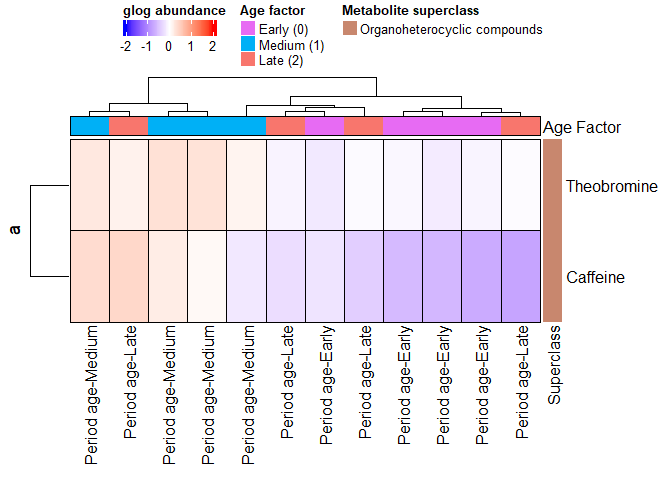 glog abundance
-2 -1 0 1 2
Age factor
Early (0)
Medium (1)
Late (2)
Metabolite superclass
Organoheterocyclic compounds
Age Factor
a
Theobromine
Caffeine
Superclass
Period age-Medium
Period age-Late
Period age-Medium
Period age-Medium
Period age-Medium
Period age-Late
Period age-Early
Period age-Late
Period age-Early
Period age-Early
Period age-Early
Period age-Late